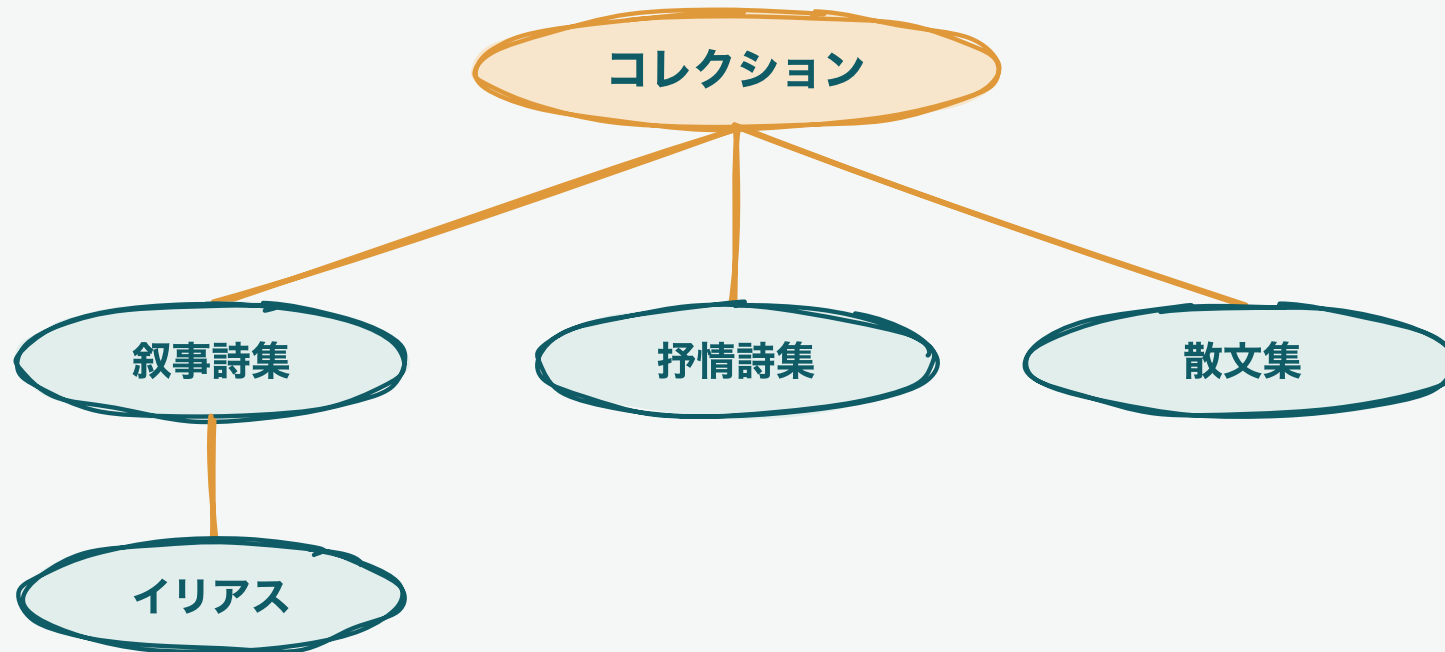 コレクション
叙事詩集
抒情詩集
散文集
イリアス